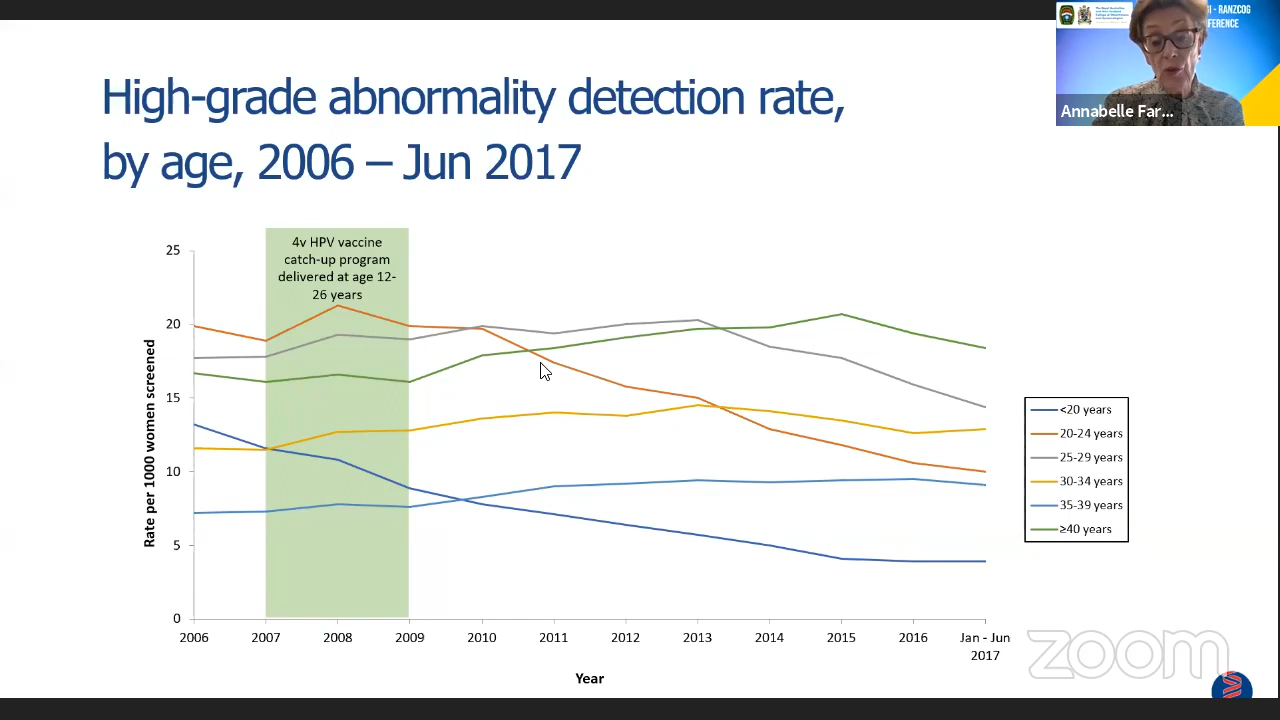 I - RANZCOG
FERENCE
Annabelle Far...
High-grade abnormality detection rate,
by age, 2006 – Jun 2017
4v HPV vaccine
catch-up program
delivered at age 12-
26 years
25
20
15
10
5
0
Rate per 1000 women screened
2006
2007
2008
2009
2010
2011
2012
2013
2014
2015
2016
Jan - Jun
2017
Year
<20 years
20-24 years
25-29 years
30-34 years
35-39 years
≥40 years
zoom